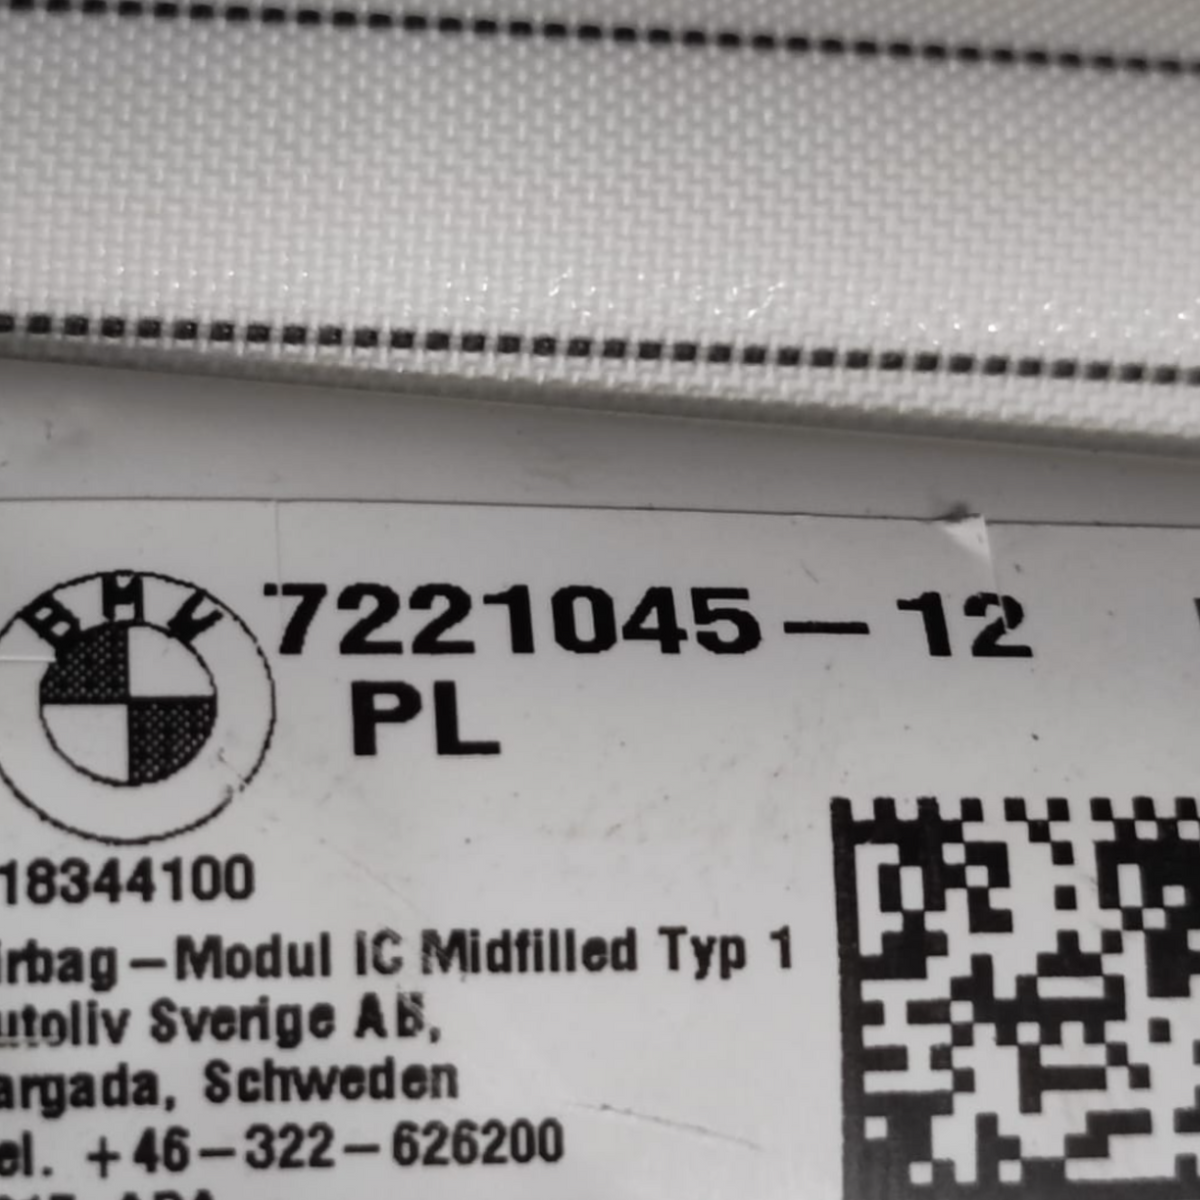 BMW
7221045-12
PL
18344100
irbag-Modul IC Midfilled Typ 1
utoliv Sverige AB,
argada, Schweden
el. +46-322-626200